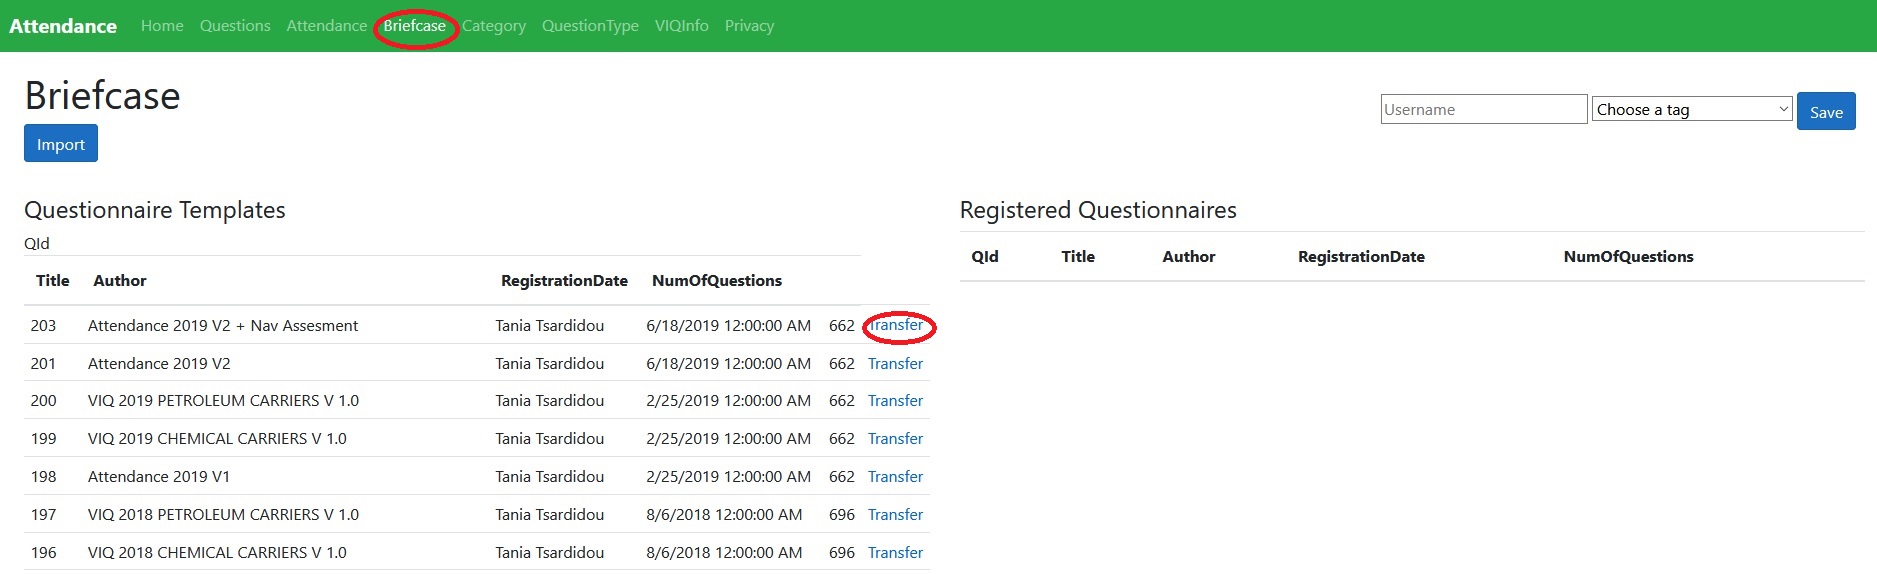 Attendance Home Questions Attendance Briefcase Category QuestionType VIQInfo Privacy
Briefcase
Username Choose a tag Save
Import
Questionnaire Templates
QId
Title Author RegistrationDate NumOfQuestions
203 Attendance 2019 V2 + Nav Assesment Tania Tsardidou 6/18/2019 12:00:00 AM 662 Transfer
201 Attendance 2019 V2 Tania Tsardidou 6/18/2019 12:00:00 AM 662 Transfer
200 VIQ 2019 PETROLEUM CARRIERS V 1.0 Tania Tsardidou 2/25/2019 12:00:00 AM 662 Transfer
199 VIQ 2019 CHEMICAL CARRIERS V 1.0 Tania Tsardidou 2/25/2019 12:00:00 AM 662 Transfer
198 Attendance 2019 V1 Tania Tsardidou 2/25/2019 12:00:00 AM 662 Transfer
197 VIQ 2018 PETROLEUM CARRIERS V 1.0 Tania Tsardidou 8/6/2018 12:00:00 AM 696 Transfer
196 VIQ 2018 CHEMICAL CARRIERS V 1.0 Tania Tsardidou 8/6/2018 12:00:00 AM 696 Transfer
Registered Questionnaires
QId Title Author RegistrationDate NumOfQuestions